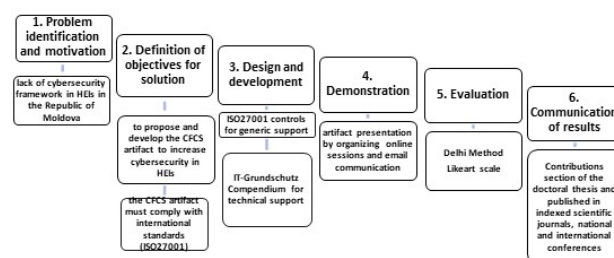 1. Problem
identification
and motivation
lack of cybersecurity
framework in HEIs in
the Republic of
Moldova
2. Definition of
objectives for
solution
to propose and
develop the CFCS
artifact to increase
cybersecurity in
HEIs
the CFCS artifact
must comply with
international
standards
(ISO27001)
3. Design and
development
ISO27001 controls
for generic support
IT-Grundschutz
Compendium for
technical support
4.
Demonstration
artifact presentation
by organizing online
sessions and email
communication
5. Evaluation
Delhi Method
Likeart scale
6.
Communication
of results
Contributions
section of the
doctoral thesis and
published in
indexed scientific
journals, national
and international
conferences